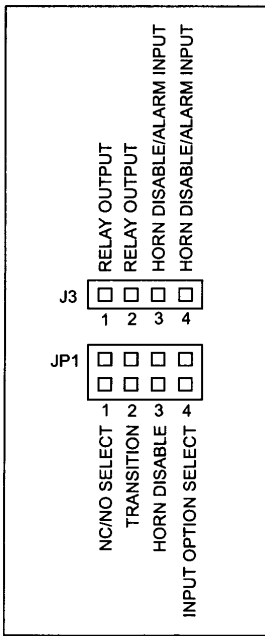 RELAY OUTPUT
RELAY OUTPUT
HORN DISABLE/ALARM INPUT
HORN DISABLE/ALARM INPUT
J3
1 2 3 4
JP1
1 2 3 4
NC/NO SELECT
TRANSITION
HORN DISABLE
INPUT OPTION SELECT